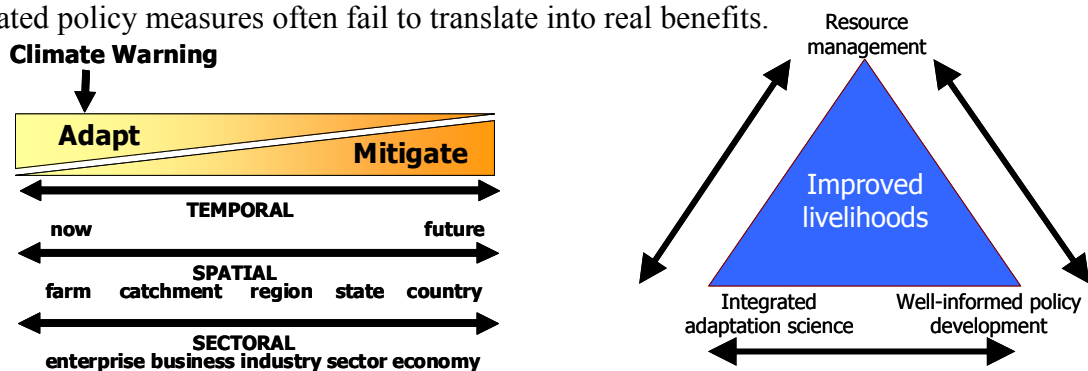 ated policy measures often fail to translate into real benefits.
Climate Warning
Adapt
Mitigate
TEMPORAL
now future
SPATIAL
farm catchment region state country
SECTORAL
enterprise business industry sector economy
Resource
management
Improved
livelihoods
Integrated
adaptation science
Well-informed policy
development